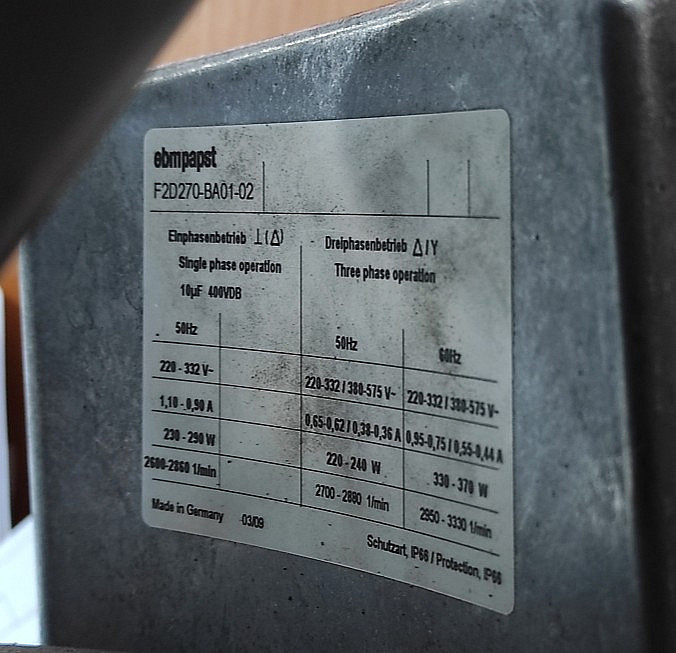 ebmpapst
F2D270-BA01-02
Einphasenbetrieb ⊥(Δ)
Single phase operation
10µF 400VDB
Dreiphasenbetrieb Δ/Y
Three phase operation
50Hz
50Hz
60Hz
220 - 332 V~
220-332 / 380-575 V~
220-332 / 380-575 V~
1,10 - 0,90 A
0,65-0,62 / 0,38-0,36 A
0,95-0,75 / 0,55-0,44 A
230 - 290 W
220 - 240 W
330 - 370 W
2600-2860 1/min
2700 - 2880 1/min
2950 - 3330 1/min
Made in Germany -03/09
Schutzart, IP66 / Protection, IP66